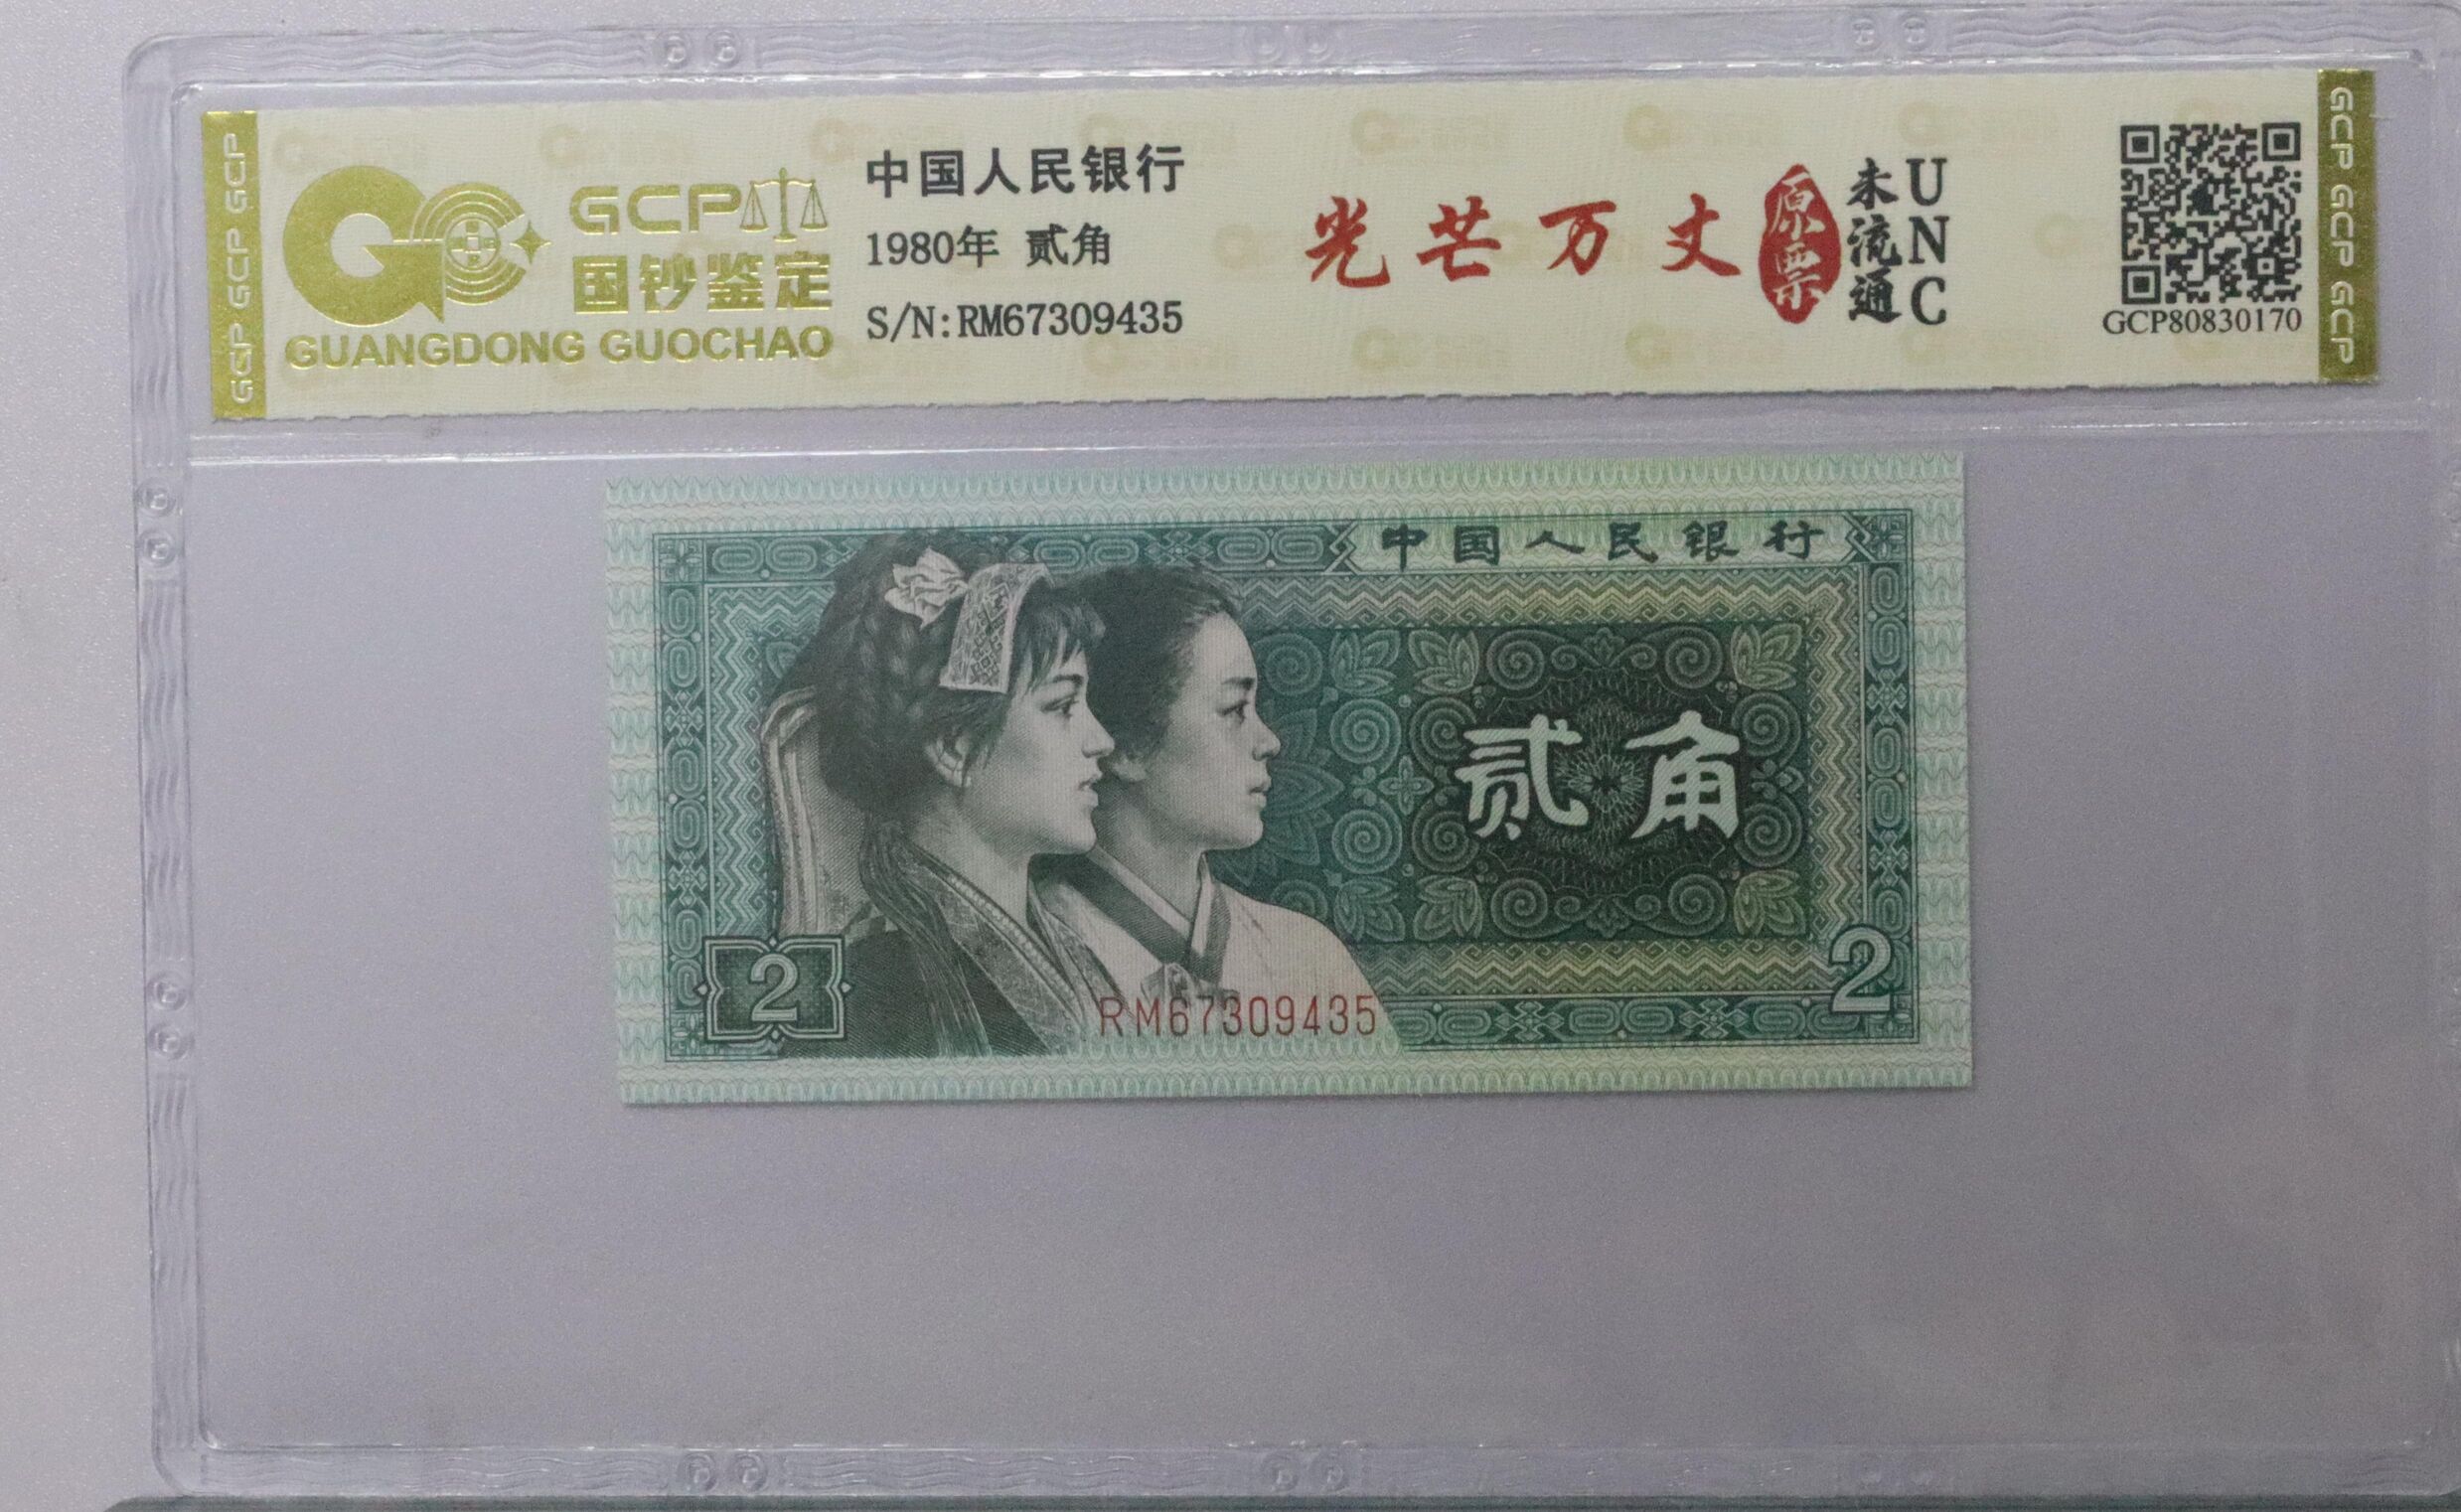 GCP GCP GCP
GCP
国钞鉴定
GUANGDONG GUOCHAO
中国人民银行
1980年 贰角
S/N:RM67309435
光芒万丈
原票
未流通
UNC
GCP80830170
GCP GCP GCP
中国人民银行
贰角
2
RM67309435
2